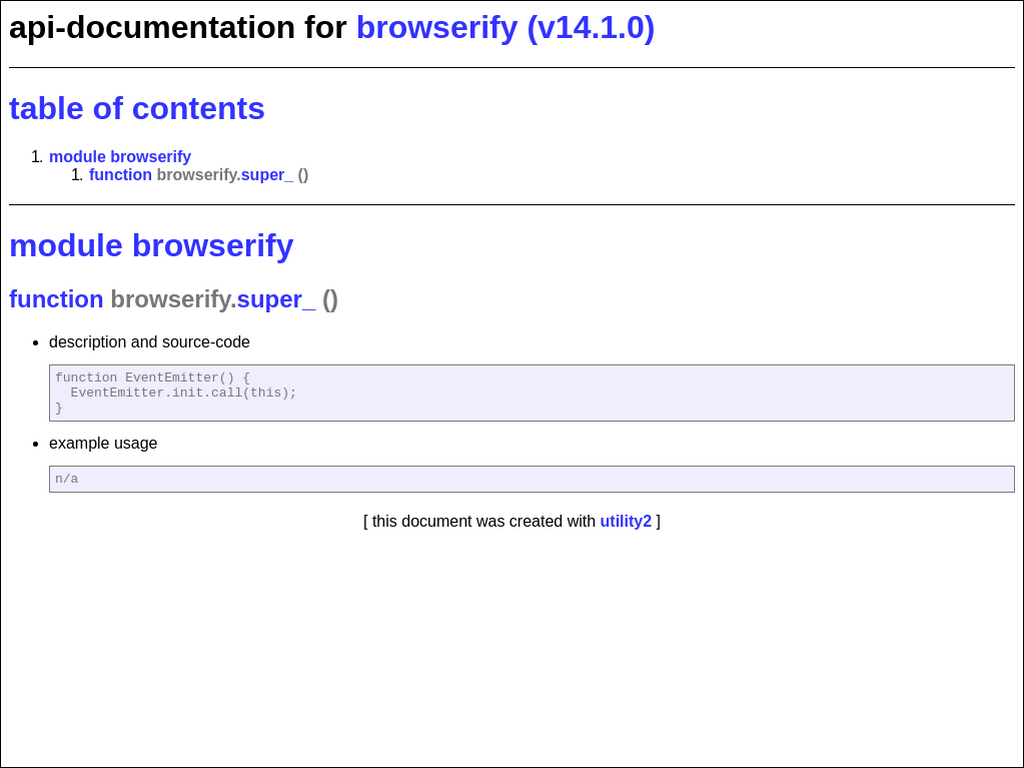 api-documentation for browserify (v14.1.0)
table of contents
1. module browserify
1. function browserify.super_ ()
module browserify
function browserify.super_ ()
• description and source-code
function EventEmitter() {
  EventEmitter.init.call(this);
}
• example usage
n/a
[ this document was created with utility2 ]